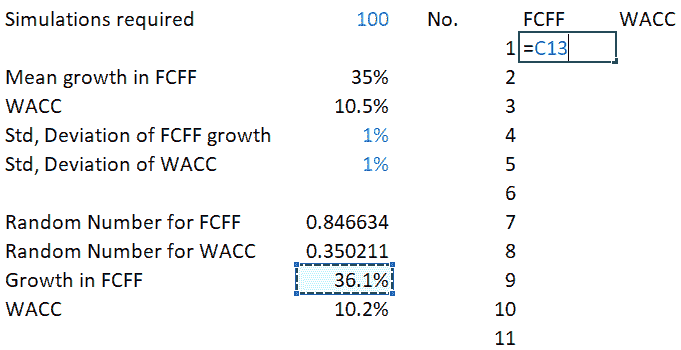 Simulations required 100 No. FCFF WACC
1 =C13
Mean growth in FCFF 35% 2
WACC 10.5% 3
Std, Deviation of FCFF growth 1% 4
Std, Deviation of WACC 1% 5
6
Random Number for FCFF 0.846634 7
Random Number for WACC 0.350211 8
Growth in FCFF 36.1% 9
WACC 10.2% 10
11